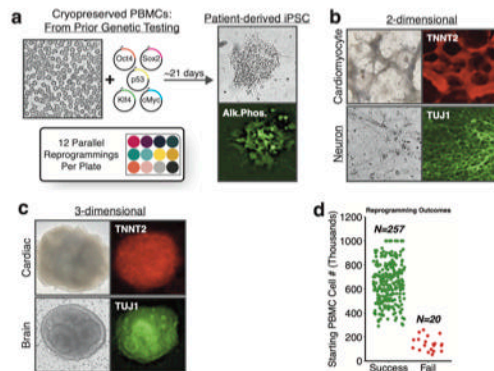 a
Cryopreserved PBMCs:
From Prior Genetic Testing
Oct4
Sox2
p53
Klf4
cMyc
~21 days
12 Parallel
Reprogrammings
Per Plate
Patient-derived iPSC
Alk.Phos.
b
2-dimensional
Cardiomyocyte
TNNT2
Neuron
TUJ1
c
3-dimensional
Cardiac
TNNT2
Brain
TUJ1
d
Reprogramming Outcomes
Starting PBMC Cell # (Thousands)
1200
1000
800
600
400
200
0
N=257
N=20
Success
Fail